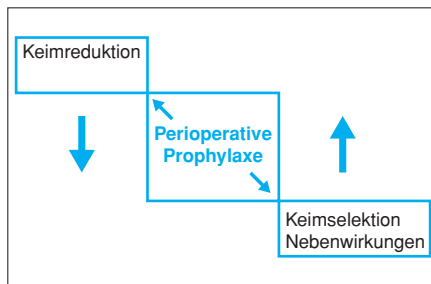 Keimreduktion
Perioperative
Prophylaxe
Keimselektion
Nebenwirkungen